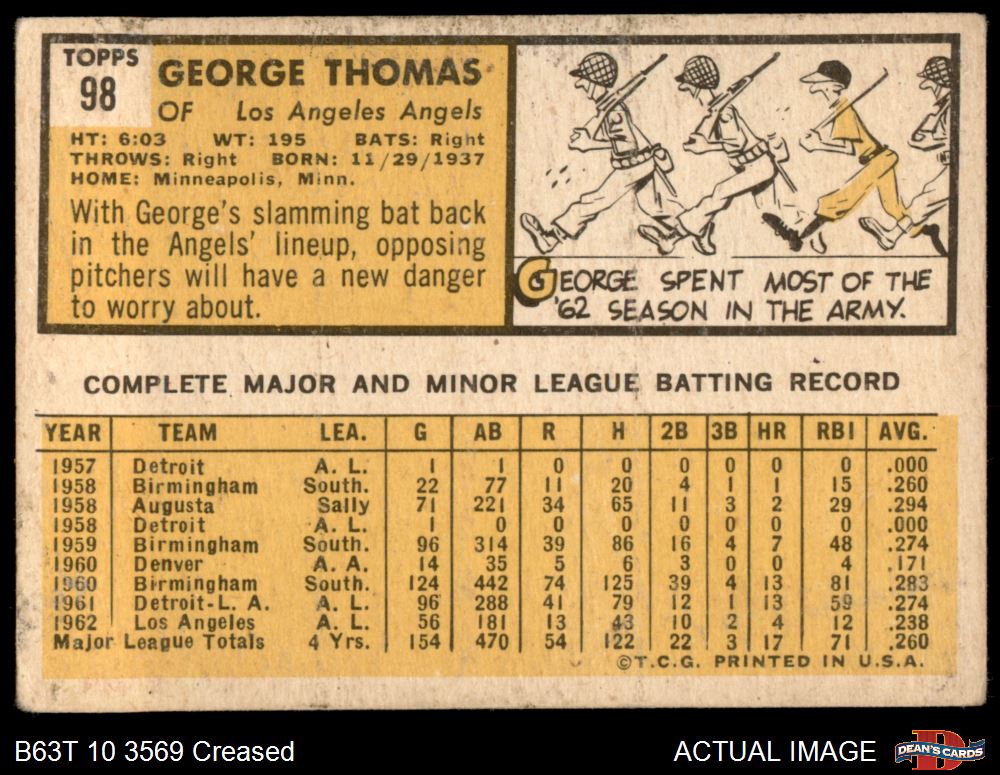 TOPPS
98
GEORGE THOMAS
OF Los Angeles Angels
HT: 6:03 WT: 195 BATS: Right
THROWS: Right BORN: 11/29/1937
HOME: Minneapolis, Minn.
With George's slamming bat back
in the Angels' lineup, opposing
pitchers will have a new danger
to worry about.
GEORGE SPENT MOST OF THE
'62 SEASON IN THE ARMY.
COMPLETE MAJOR AND MINOR LEAGUE BATTING RECORD
YEAR TEAM LEA. G AB R H 2B 3B HR RBI AVG.
1957 Detroit A. L. 1 1 0 0 0 0 0 0 .000
1958 Birmingham South. 22 77 11 20 4 1 1 15 .260
1958 Augusta Sally 71 221 34 65 11 3 2 29 .294
1958 Detroit A. L. 1 0 0 0 0 0 0 0 .000
1959 Birmingham South. 96 314 39 86 16 4 7 48 .274
1960 Denver A. A. 14 35 5 6 3 0 0 4 .171
1960 Birmingham South. 124 442 74 125 39 4 13 81 .283
1961 Detroit-L. A. A. L. 96 288 41 79 12 1 13 59 .274
1962 Los Angeles A. L. 56 181 13 43 10 2 4 12 .238
Major League Totals 4 Yrs. 154 470 54 122 22 3 17 71 .260
©T.C.G. PRINTED IN U.S.A.
B63T 10 3569 Creased
ACTUAL IMAGE
DEAN'S CARDS